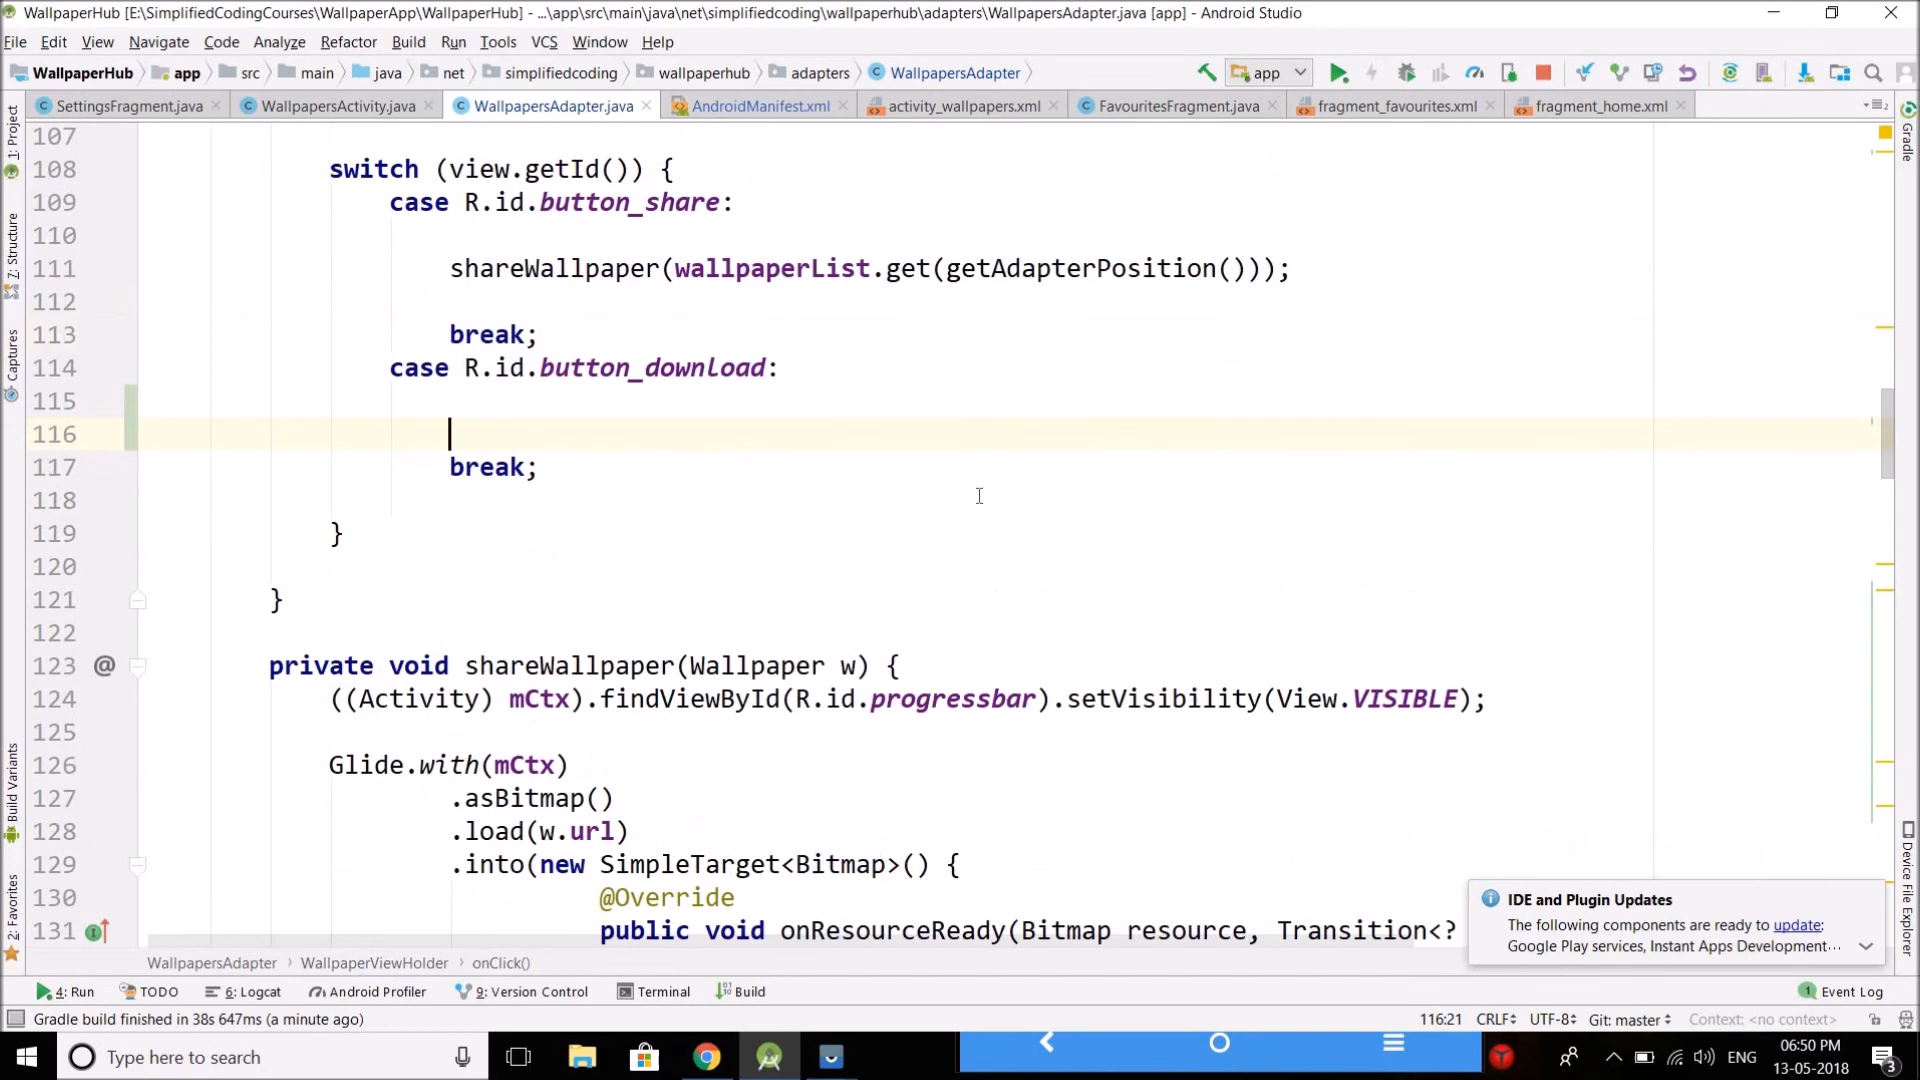 WallpaperHub [E:\SimplifiedCodingCourses\WallpaperApp\WallpaperHub] - ...\app\src\main\java\net\simplifiedcoding\wallpaperhub\adapters\WallpapersAdapter.java [app] - Android Studio
File Edit View Navigate Code Analyze Refactor Build Run Tools VCS Window Help
WallpaperHub app src main java net simplifiedcoding wallpaperhub adapters WallpapersAdapter app
SettingsFragment.java WallpapersActivity.java WallpapersAdapter.java AndroidManifest.xml activity_wallpapers.xml FavouritesFragment.java fragment_favourites.xml fragment_home.xml
1: Project
7: Structure
Captures
Build Variants
2: Favorites
Gradle
Device File Explorer
107
108 switch (view.getId()) {
109 case R.id.button_share:
110
111 shareWallpaper(wallpaperList.get(getAdapterPosition()));
112
113 break;
114 case R.id.button_download:
115
116
117 break;
118
119 }
120
121 }
122
123 @ private void shareWallpaper(Wallpaper w) {
124 ((Activity) mCtx).findViewById(R.id.progressbar).setVisibility(View.VISIBLE);
125
126 Glide.with(mCtx)
127 .asBitmap()
128 .load(w.url)
129 .into(new SimpleTarget<Bitmap>() {
130 @Override
131 public void onResourceReady(Bitmap resource, Transition<?
IDE and Plugin Updates
The following components are ready to update:
Google Play services, Instant Apps Development...
WallpapersAdapter WallpaperViewHolder onClick()
4: Run TODO 6: Logcat Android Profiler 9: Version Control Terminal Build 1 Event Log
Gradle build finished in 38s 647ms (a minute ago) 116:21 CRLF UTF-8 Git: master Context: <no context>
Type here to search ENG 06:50 PM
13-05-2018 3